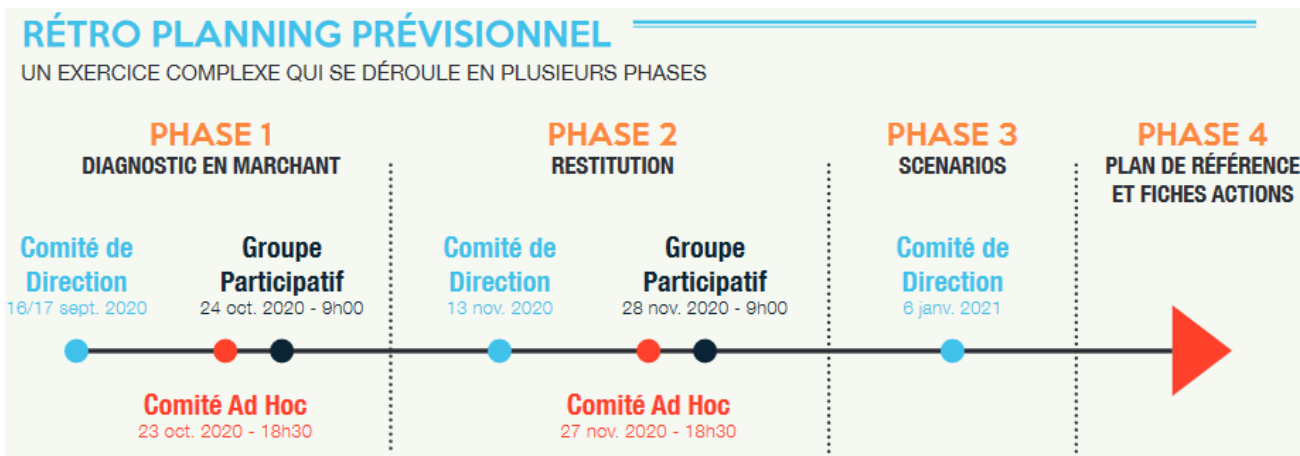 RÉTRO PLANNING PRÉVISIONNEL
UN EXERCICE COMPLEXE QUI SE DÉROULE EN PLUSIEURS PHASES
PHASE 1
DIAGNOSTIC EN MARCHANT
Comité de
Direction
16/17 sept. 2020
Groupe
Participatif
24 oct. 2020 - 9h00
Comité Ad Hoc
23 oct. 2020 - 18h30
PHASE 2
RESTITUTION
Comité de
Direction
13 nov. 2020
Groupe
Participatif
28 nov. 2020 - 9h00
Comité Ad Hoc
27 nov. 2020 - 18h30
PHASE 3
SCENARIOS
Comité de
Direction
6 janv. 2021
PHASE 4
PLAN DE RÉFÉRENCE
ET FICHES ACTIONS